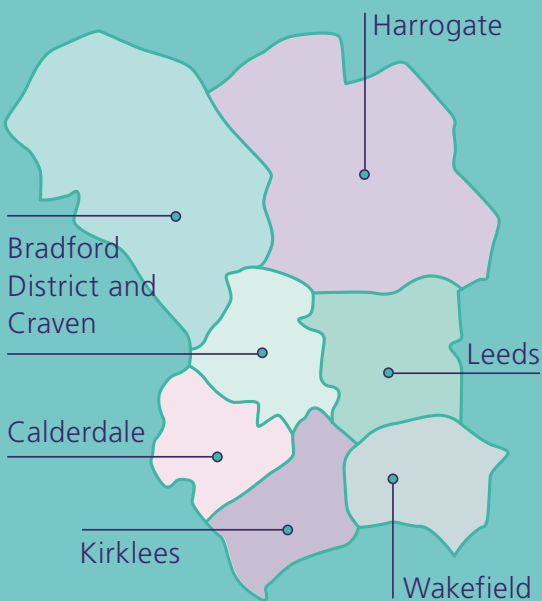 Harrogate
Bradford
District and
Craven
Leeds
Calderdale
Kirklees
Wakefield